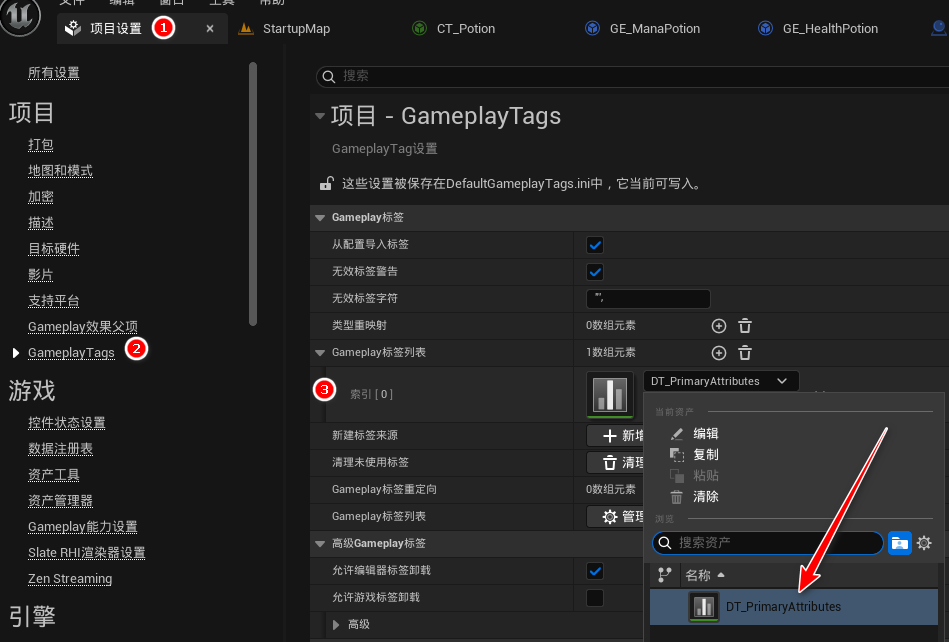 文件 编辑 窗口 工具 帮助
项目设置 1 × StartupMap CT_Potion GE_ManaPotion GE_HealthPotion
所有设置
项目
打包
地图和模式
加密
描述
目标硬件
影片
支持平台
Gameplay效果父项
GameplayTags 2
游戏
控件状态设置
数据注册表
资产工具
资产管理器
Gameplay能力设置
Slate RHI渲染器设置
Zen Streaming
引擎
搜索
项目 - GameplayTags
GameplayTag设置
这些设置被保存在DefaultGameplayTags.ini中，它当前可写入。
Gameplay标签
从配置导入标签
无效标签警告
无效标签字符 "',
类型重映射 0数组元素
Gameplay标签列表 1数组元素
3 索引 [ 0 ] DT_PrimaryAttributes
新建标签来源 新增
清理未使用标签 清理
Gameplay标签重定向 0数组元素
Gameplay标签列表 管理
高级Gameplay标签
允许编辑器标签卸载
允许游戏标签卸载
高级
当前资产
编辑
复制
粘贴
清除
浏览
搜索资产
名称
DT_PrimaryAttributes